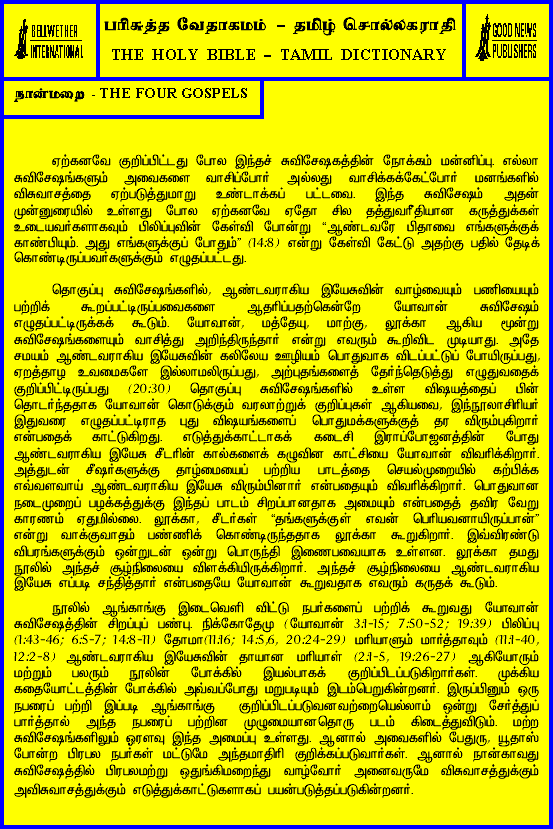 BELLWETHER
INTERNATIONAL
பரிசுத்த வேதாகமம் – தமிழ் சொல்லகராதி
THE HOLY BIBLE – TAMIL DICTIONARY
GOOD NEWS
PUBLISHERS
நான்மறை - THE FOUR GOSPELS
ஏற்கனவே குறிப்பிட்டது போல இந்தச் சுவிசேஷகத்தின் நோக்கம் மன்னிப்பு. எல்லா
சுவிசேஷங்களும் அவைகளை வாசிப்போர் அல்லது வாசிக்கக்கேட்போர் மனங்களில்
விசுவாசத்தை ஏற்படுத்துமாறு உண்டாக்கப் பட்டவை. இந்த சுவிசேஷம் அதன்
முன்னுரையில் உள்ளது போல ஏற்கனவே ஏதோ சில தத்துவரீதியான கருத்துக்கள்
உடையவர்களாகவும் பிலிப்புவின் கேள்வி போன்று "ஆண்டவரே பிதாவை எங்களுக்குக்
காண்பியும். அது எங்களுக்குப் போதும்" (14:8) என்று கேள்வி கேட்டு அதற்கு பதில் தேடிக்
கொண்டிருப்பவர்களுக்கும் எழுதப்பட்டது.
தொகுப்பு சுவிசேஷங்களில், ஆண்டவராகிய இயேசுவின் வாழ்வையும் பணியையும்
பற்றிக் கூறப்பட்டிருப்பவைகளை ஆதரிப்பதற்கென்றே யோவான் சுவிசேஷம்
எழுதப்பட்டிருக்கக் கூடும். யோவான், மத்தேயு, மாற்கு, லூக்கா ஆகிய மூன்று
சுவிசேஷங்களையும் வாசித்து அறிந்திருந்தார் என்று எவரும் கூறிவிட முடியாது. அதே
சமயம் ஆண்டவராகிய இயேசுவின் கலிலேய ஊழியம் பொதுவாக விடப்பட்டுப் போயிருப்பது,
ஏறத்தாழ உவமைகளே இல்லாமலிருப்பது, அற்புதங்களைத் தேர்ந்தெடுத்து எழுதுவதைக்
குறிப்பிட்டிருப்பது (20:30) தொகுப்பு சுவிசேஷங்களில் உள்ள விஷயத்தைப் பின்
தொடர்ந்ததாக யோவான் கொடுக்கும் வரலாற்றுக் குறிப்புகள் ஆகியவை, இந்நூலாசிரியர்
இதுவரை எழுதப்பட்டிராத புது விஷயங்களைப் பொதுமக்களுக்குத் தர விரும்புகிறார்
என்பதைக் காட்டுகிறது. எடுத்துக்காட்டாகக் கடைசி இராப்போஜனத்தின் போது
ஆண்டவராகிய இயேசு சீடரின் கால்களைக் கழுவின காட்சியை யோவான் விவரிக்கிறார்.
அத்துடன் சீஷர்களுக்கு தாழ்மையைப் பற்றிய பாடத்தை செயல்முறையில் கற்பிக்க
எவ்வளவாய் ஆண்டவராகிய இயேசு விரும்பினார் என்பதையும் விவரிக்கிறார். பொதுவான
நடைமுறைப் பழக்கத்துக்கு இந்தப் பாடம் சிறப்பானதாக அமையும் என்பதைத் தவிர வேறு
காரணம் ஏதுமில்லை. லூக்கா, சீடர்கள் "தங்களுக்குள் எவன் பெரியவனாயிருப்பான்"
என்று வாக்குவாதம் பண்ணிக் கொண்டிருந்ததாக லூக்கா கூறுகிறார். இவ்விரண்டு
விபரங்களுக்கும் ஒன்றுடன் ஒன்று பொருந்தி இணைபவையாக உள்ளன. லூக்கா தமது
நூலில் அந்தச் சூழ்நிலையை விளக்கியிருக்கிறார். அந்தச் சூழ்நிலையை ஆண்டவராகிய
இயேசு எப்படி சந்தித்தார் என்பதையே யோவான் கூறுவதாக எவரும் கருதக் கூடும்.
நூலில் ஆங்காங்கு இடைவெளி விட்டு நபர்களைப் பற்றிக் கூறுவது யோவான்
சுவிசேஷத்தின் சிறப்புப் பண்பு. நிக்கோதேமு (யோவான் 3:1-15; 7:50-52; 19:39) பிலிப்பு
(1:43-46; 6:5-7; 14:8-11) தோமா(11:16; 14:5,6, 20:24-29) மரியாளும் மார்த்தாவும் (11:1-40,
12:2-8) ஆண்டவராகிய இயேசுவின் தாயான மரியாள் (2:1-5, 19:26-27) ஆகியோரும்
மற்றும் பலரும் நூலின் போக்கில் இயல்பாகக் குறிப்பிடப்படுகிறார்கள். முக்கிய
கதையோட்டத்தின் போக்கில் அவ்வப்போது மறுபடியும் இடம்பெறுகின்றனர். இருப்பினும் ஒரு
நபரைப் பற்றி இப்படி ஆங்காங்கு குறிப்பிடப்படுவனவற்றையெல்லாம் ஒன்று சேர்த்துப்
பார்த்தால் அந்த நபரைப் பற்றின முழுமையானதொரு படம் கிடைத்துவிடும். மற்ற
சுவிசேஷங்களிலும் ஓரளவு இந்த அமைப்பு உள்ளது. ஆனால் அவைகளில் பேதுரு, யூதாஸ்
போன்ற பிரபல நபர்கள் மட்டுமே அந்தமாதிரி குறிக்கப்படுவார்கள். ஆனால் நான்காவது
சுவிசேஷத்தில் பிரபலமற்று ஒதுங்கிமறைந்து வாழ்வோர் அனைவருமே விசுவாசத்துக்கும்
அவிசுவாசத்துக்கும் எடுத்துக்காட்டுகளாகப் பயன்படுத்தப்படுகின்றனர்.